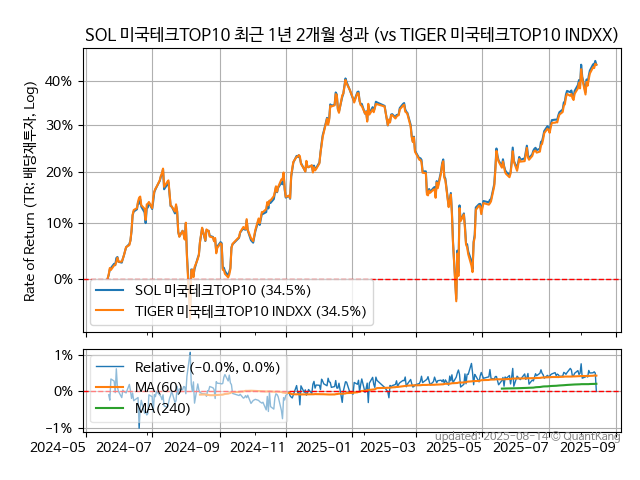 SOL 미국테크TOP10 최근 1년 2개월 성과 (vs TIGER 미국테크TOP10 INDXX)
Rate of Return (TR: 배당재투자, Log)
40%
30%
20%
10%
0%
SOL 미국테크TOP10 (34.5%)
TIGER 미국테크TOP10 INDXX (34.5%)
1%
0%
-1%
Relative (-0.0%, 0.0%)
MA(60)
MA(240)
updated: 2025-08-14 © QuantKang
2024-05 2024-07 2024-09 2024-11 2025-01 2025-03 2025-05 2025-07 2025-09